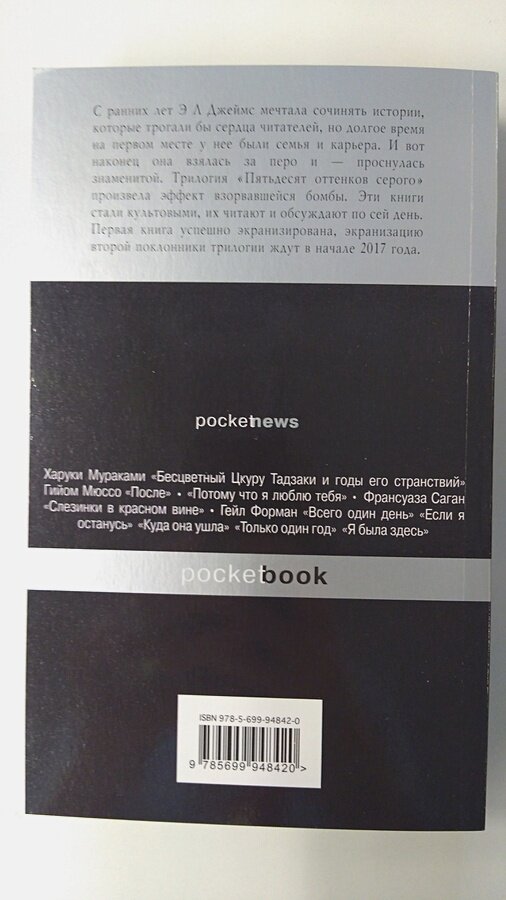 С ранних лет Э Л Джеймс мечтала сочинять истории,
которые трогали бы сердца читателей, но долгое время
на первом месте у нее были семья и карьера. И вот
наконец она взялась за перо и — проснулась
знаменитой. Трилогия «Пятьдесят оттенков серого»
произвела эффект взорвавшейся бомбы. Эти книги
стали культовыми, их читают и обсуждают по сей день.
Первая книга успешно экранизирована, экранизацию
второй поклонники трилогии ждут в начале 2017 года.
pocketnews
Харуки Мураками «Бесцветный Цкуру Тадзаки и годы его странствий»
Гийом Мюссо «После» • «Потому что я люблю тебя» • Франсуаза Саган
«Слезинки в красном вине» • Гейл Форман «Всего один день» «Если я
останусь» «Куда она ушла» «Только один год» «Я была здесь»
pocketbook
ISBN 978-5-699-94842-0
9 785699 948420 >